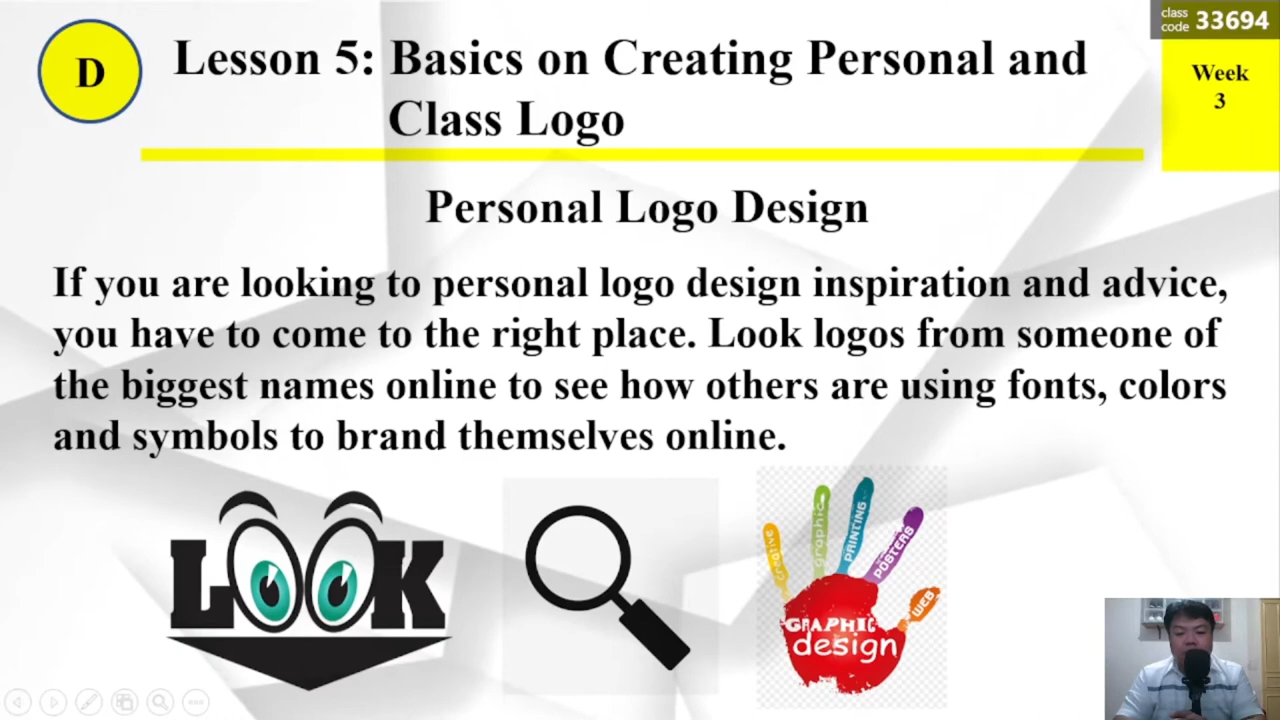 class
code 33694
D
Lesson 5: Basics on Creating Personal and
Class Logo
Week
3
Personal Logo Design
If you are looking to personal logo design inspiration and advice,
you have to come to the right place. Look logos from someone of
the biggest names online to see how others are using fonts, colors
and symbols to brand themselves online.
LOOK
creative
graphic
PRINTING
POSTERS
WEB
GRAPHIC
design